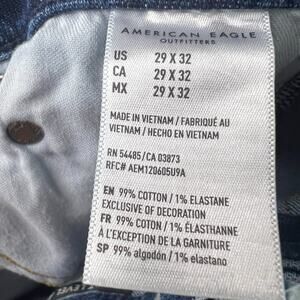 AMERICAN EAGLE
OUTFITTERS
US 29 X 32
CA 29 X 32
MX 29 X 32
MADE IN VIETNAM / FABRIQUÉ AU
VIETNAM / HECHO EN VIETNAM
RN 54485/CA 03873
RFC# AEM120605U9A
EN 99% COTTON / 1% ELASTANE
EXCLUSIVE OF DECORATION
FR 99% COTON / 1% ÉLASTHANNE
À L'EXCEPTION DE LA GARNITURE
SP 99% algodón / 1% elastano